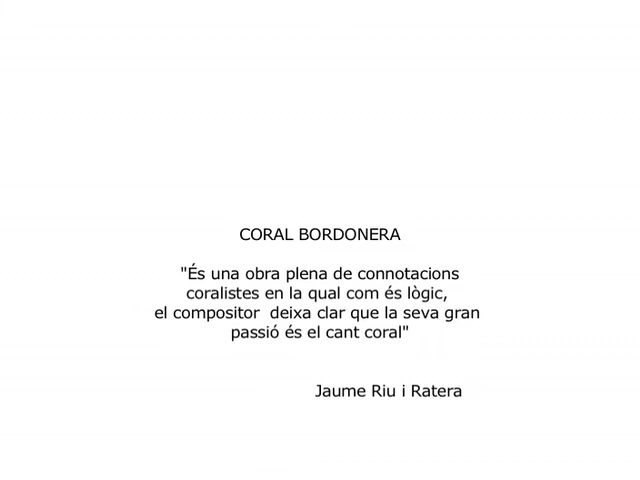 CORAL BORDONERA
"És una obra plena de connotacions
coralistes en la qual com és lògic,
el compositor  deixa clar que la seva gran
passió és el cant coral"
Jaume Riu i Ratera